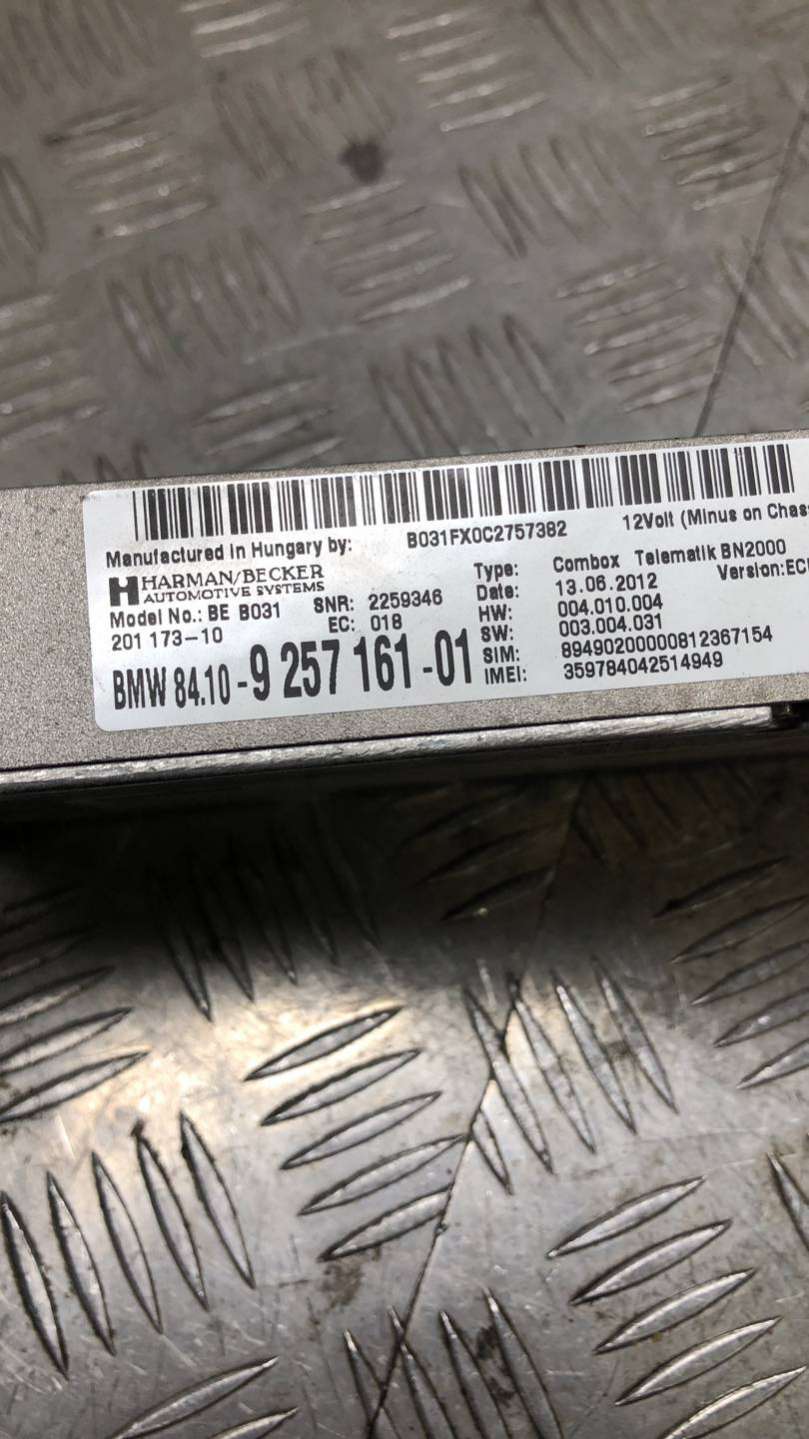 B031FX0C2757382 12Volt (Minus on Chas
Manufactured in Hungary by:
HARMAN/BECKER
AUTOMOTIVE SYSTEMS
Model No.: BE B031 SNR: 2259346
201 173-10 EC: 018
BMW 84.10-9 257 161-01
Type: Combox Telematik BN2000
Date: 13.06.2012 Version:EC
HW: 004.010.004
SW: 003.004.031
SIM: 89490200000812367154
IMEI: 359784042514949